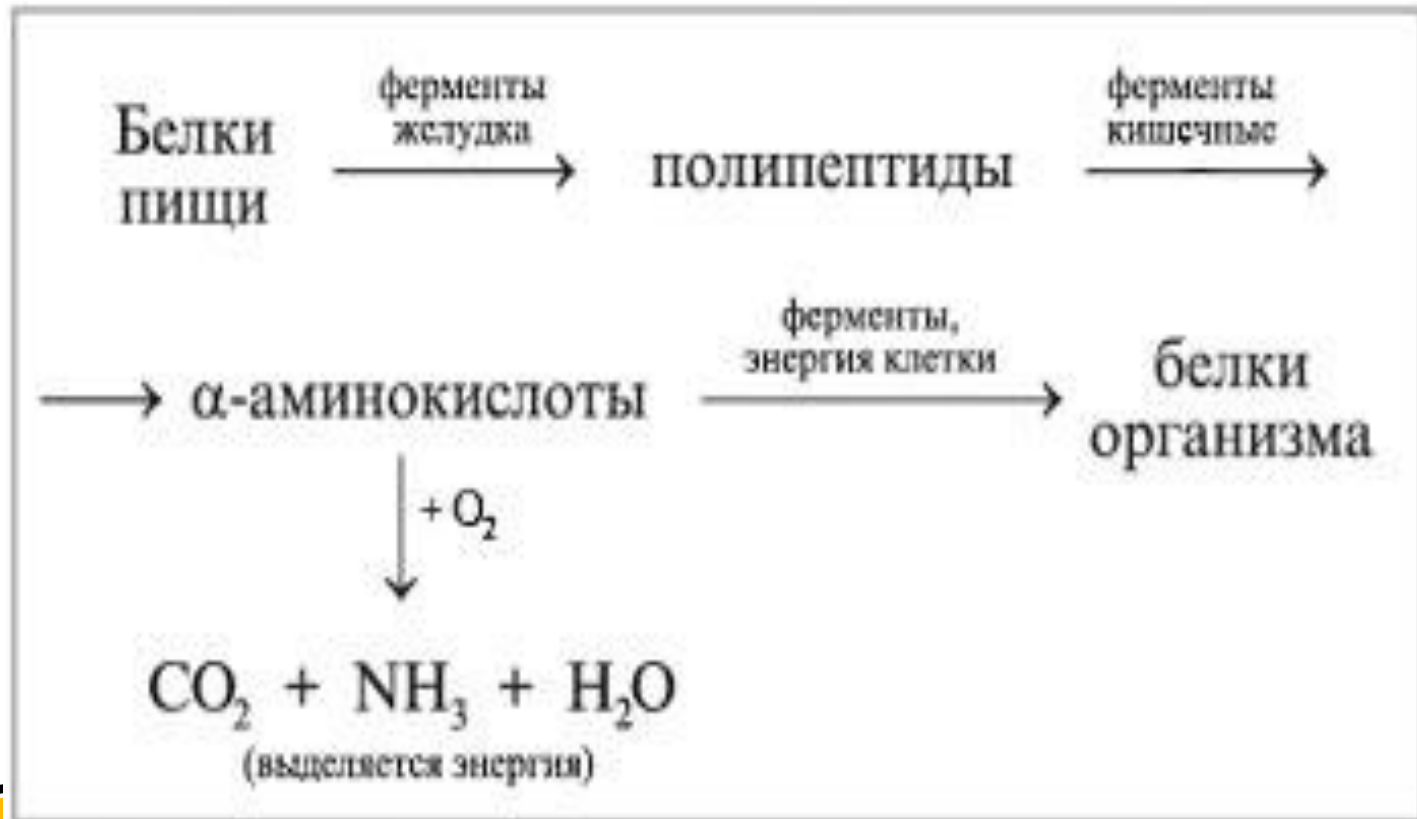 ферменты
желудка
ферменты
кишечные
Белки
пищи
полипептиды
ферменты,
энергия клетки
α-аминокислоты
белки
организма
+ O₂
CO₂ + NH₃ + H₂O
(выделяется энергия)